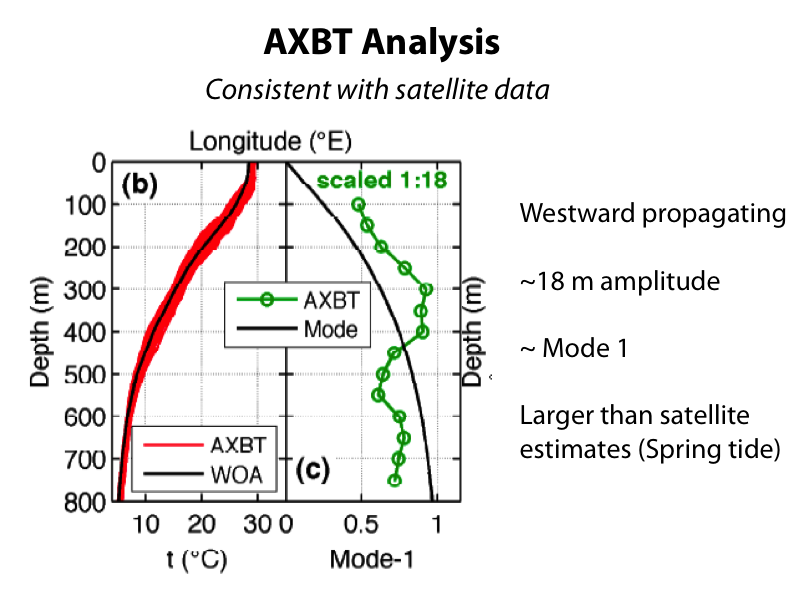 AXBT Analysis
Consistent with satellite data
Longitude (°E)
0
100
200
300
400
500
600
700
800
Depth (m)
(b)
AXBT
WOA
10
20
30
t (°C)
scaled 1:18
AXBT
Mode
(c)
0
0.5
1
Mode-1
Depth (m)
Westward propagating
~18 m amplitude
~ Mode 1
Larger than satellite
estimates (Spring tide)